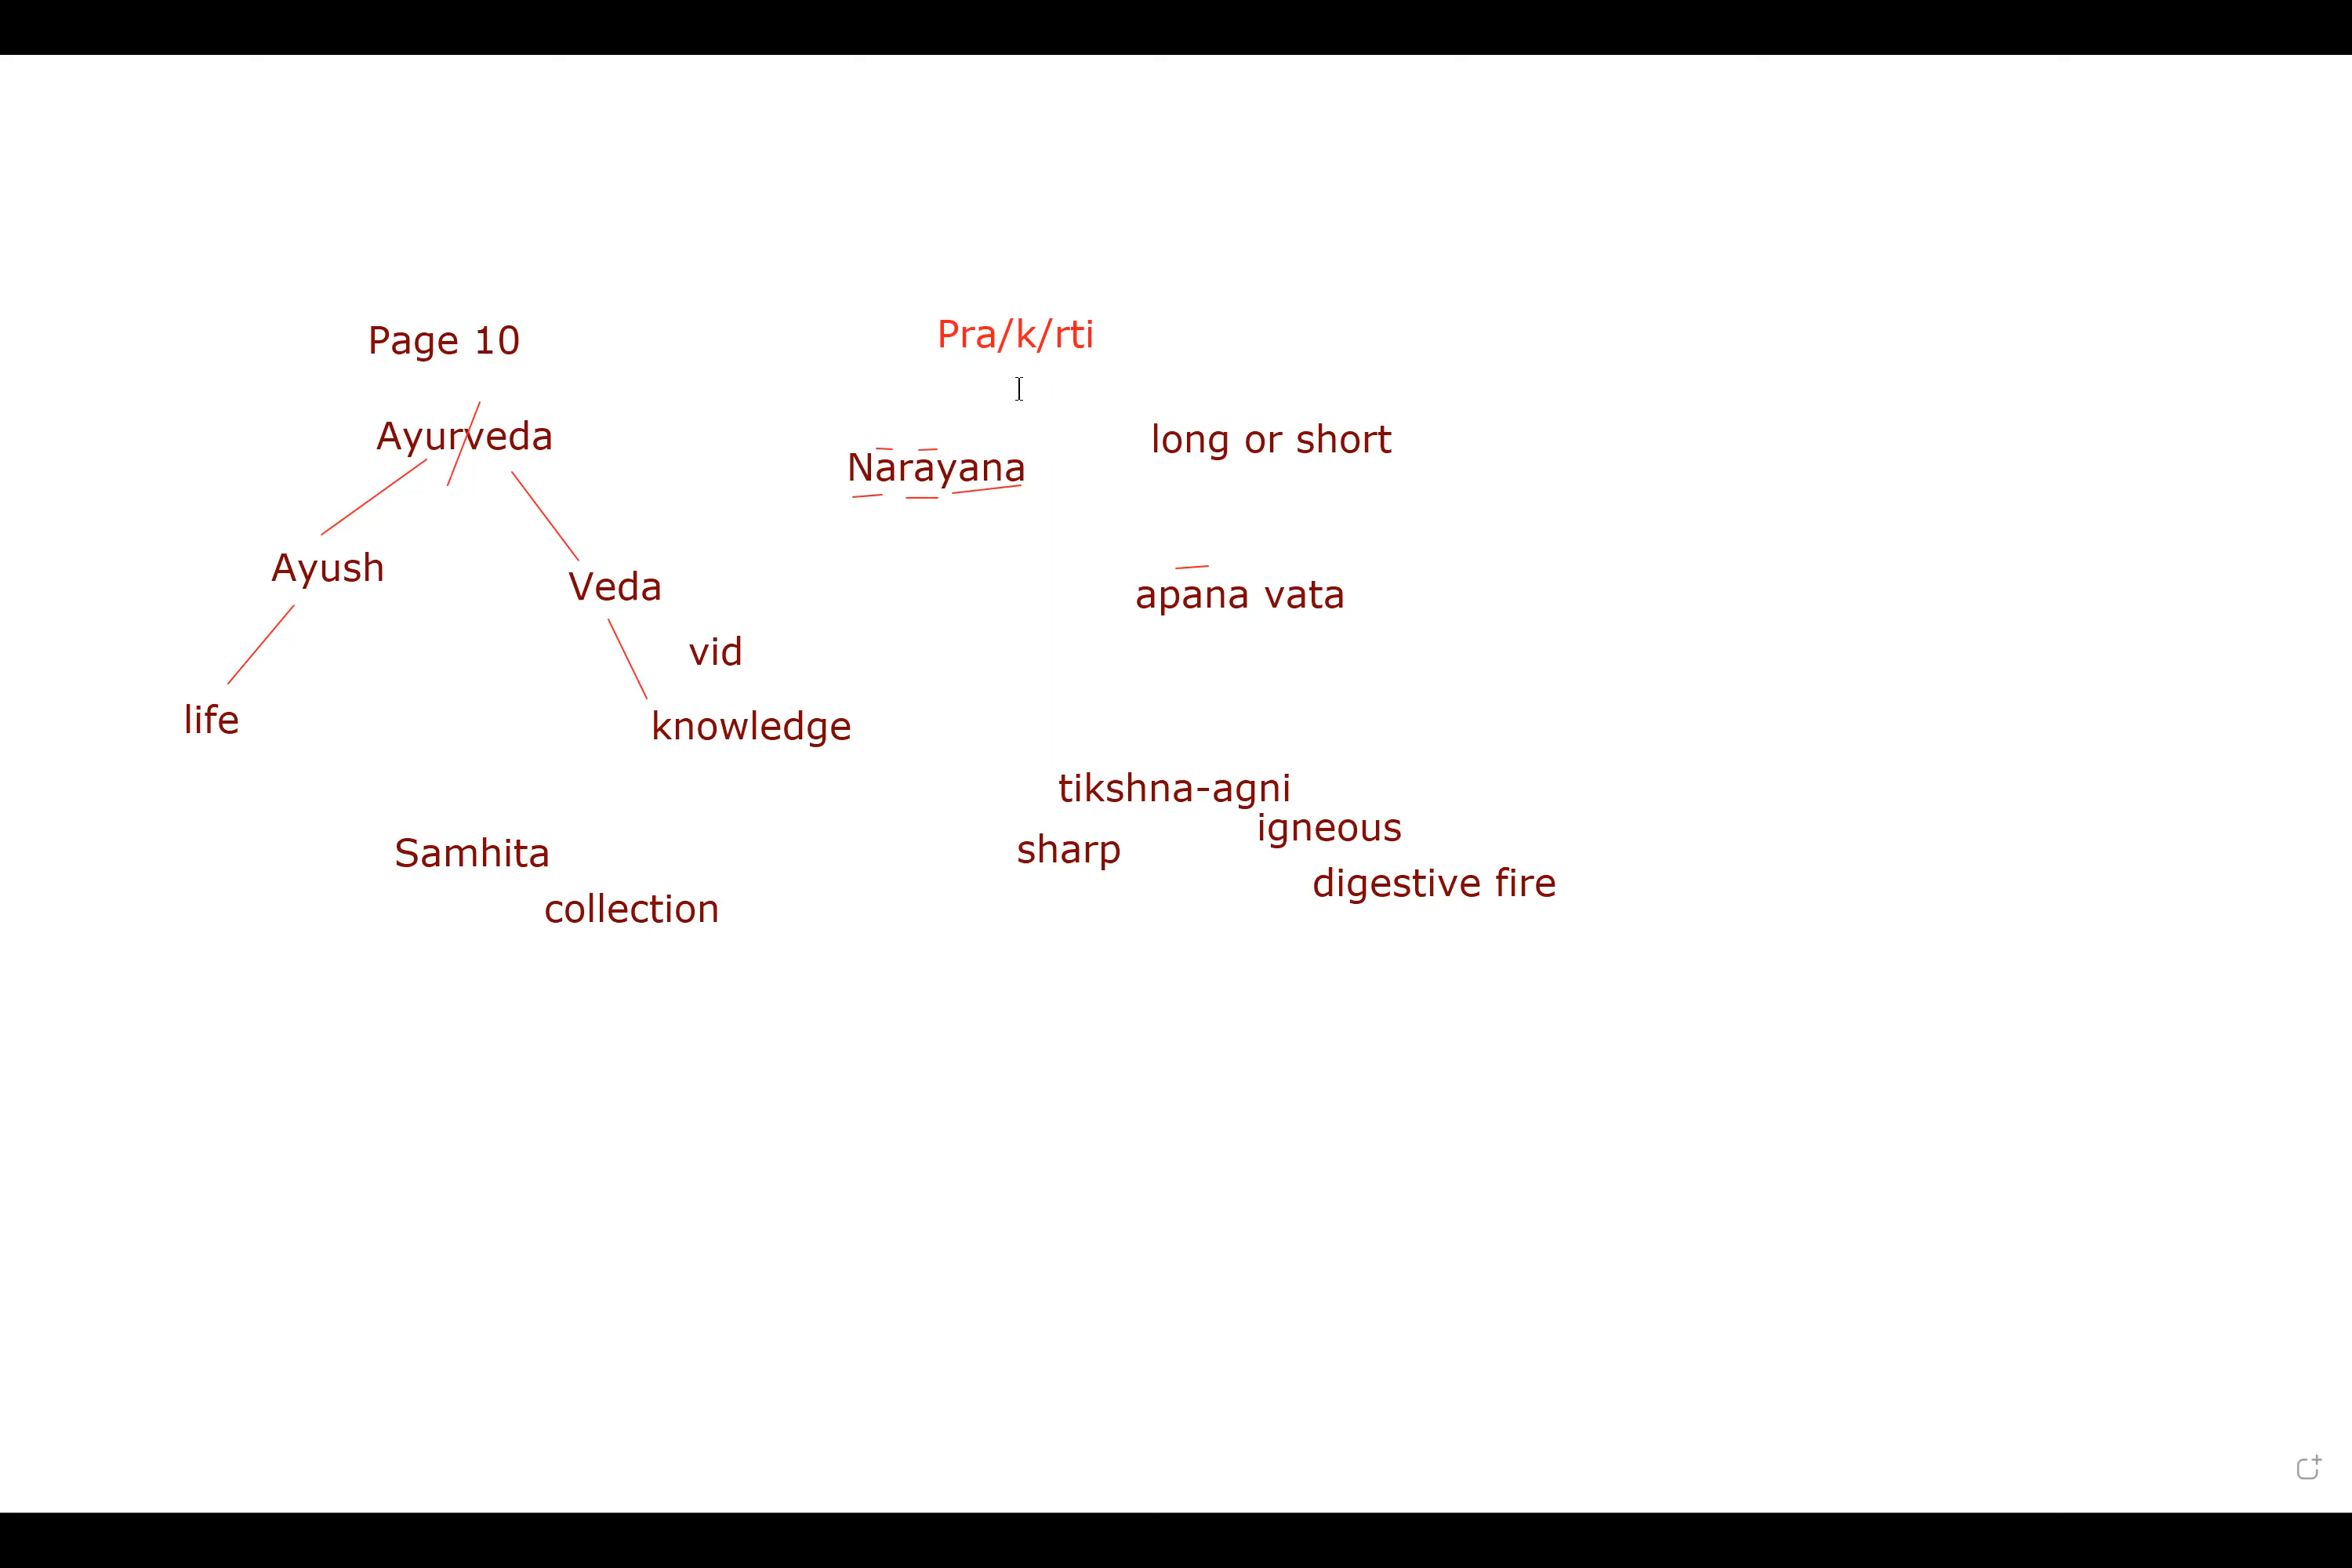 Page 10
Ayurveda
Ayush
Veda
vid
life
knowledge
Samhita
collection
Pra/k/rti
Narayana
long or short
apana vata
tikshna-agni
igneous
sharp
digestive fire